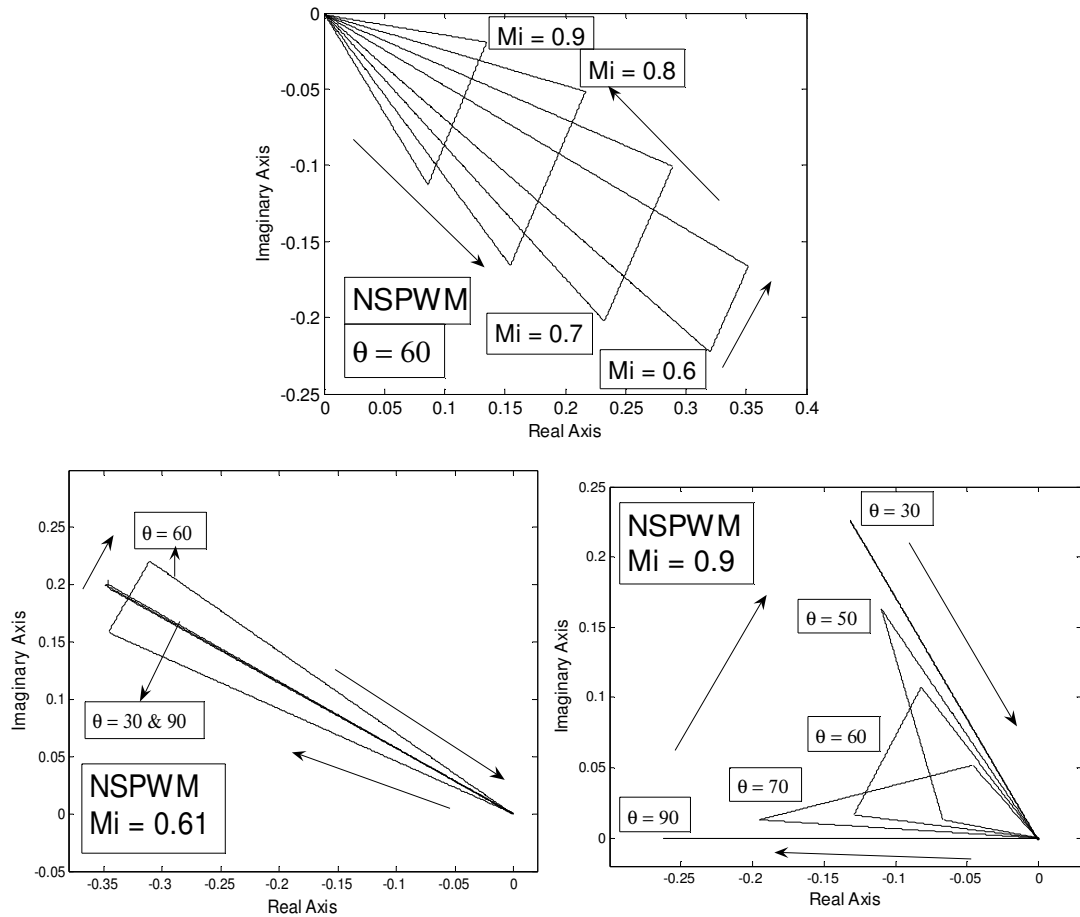 0
-0.05
-0.1
-0.15
-0.2
-0.25
Imaginary Axis
0
0.05
0.1
0.15
0.2
0.25
0.3
0.35
0.4
Real Axis
Mi = 0.9
Mi = 0.8
Mi = 0.7
Mi = 0.6
NSPWM
θ = 60
0.25
0.2
0.15
0.1
0.05
0
0.05
Imaginary Axis
-0.35
-0.3
-0.25
-0.2
-0.15
-0.1
-0.05
0
Real Axis
θ = 60
θ = 30 & 90
NSPWM
Mi = 0.61
0.25
0.2
0.15
0.1
0.05
0
Imaginary Axis
-0.25
-0.2
-0.15
-0.1
-0.05
0
Real Axis
NSPWM
Mi = 0.9
θ = 30
θ = 50
θ = 60
θ = 70
θ = 90